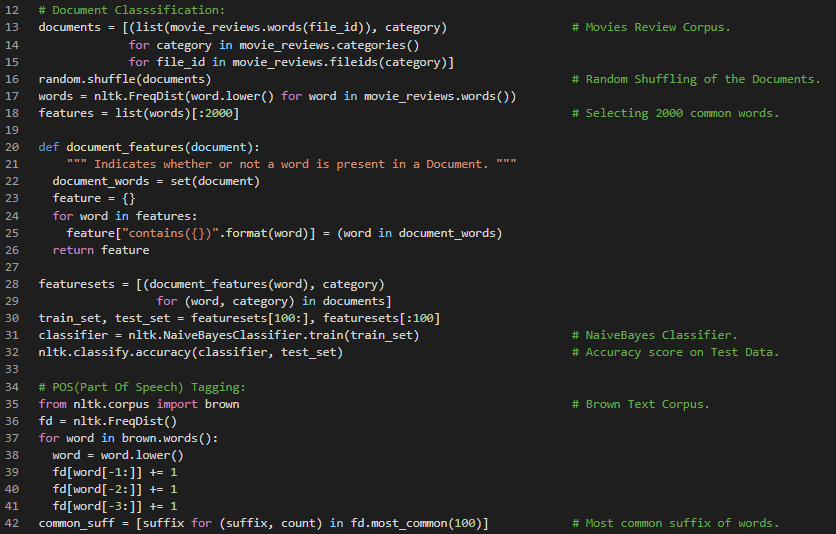 12 # Document Classsification:
13 documents = [(list(movie_reviews.words(file_id)), category) # Movies Review Corpus.
14 for category in movie_reviews.categories()
15 for file_id in movie_reviews.fileids(category)]
16 random.shuffle(documents) # Random Shuffling of the Documents.
17 words = nltk.FreqDist(word.lower() for word in movie_reviews.words())
18 features = list(words)[:2000] # Selecting 2000 common words.
19
20 def document_features(document):
21 """ Indicates whether or not a word is present in a Document. """
22 document_words = set(document)
23 feature = {}
24 for word in features:
25 feature["contains({})".format(word)] = (word in document_words)
26 return feature
27
28 featuresets = [(document_features(word), category)
29 for (word, category) in documents]
30 train_set, test_set = featuresets[100:], featuresets[:100]
31 classifier = nltk.NaiveBayesClassifier.train(train_set) # NaiveBayes Classifier.
32 nltk.classify.accuracy(classifier, test_set) # Accuracy score on Test Data.
33
34 # POS(Part Of Speech) Tagging:
35 from nltk.corpus import brown # Brown Text Corpus.
36 fd = nltk.FreqDist()
37 for word in brown.words():
38 word = word.lower()
39 fd[word[-1:]] += 1
40 fd[word[-2:]] += 1
41 fd[word[-3:]] += 1
42 common_suff = [suffix for (suffix, count) in fd.most_common(100)] # Most common suffix of words.